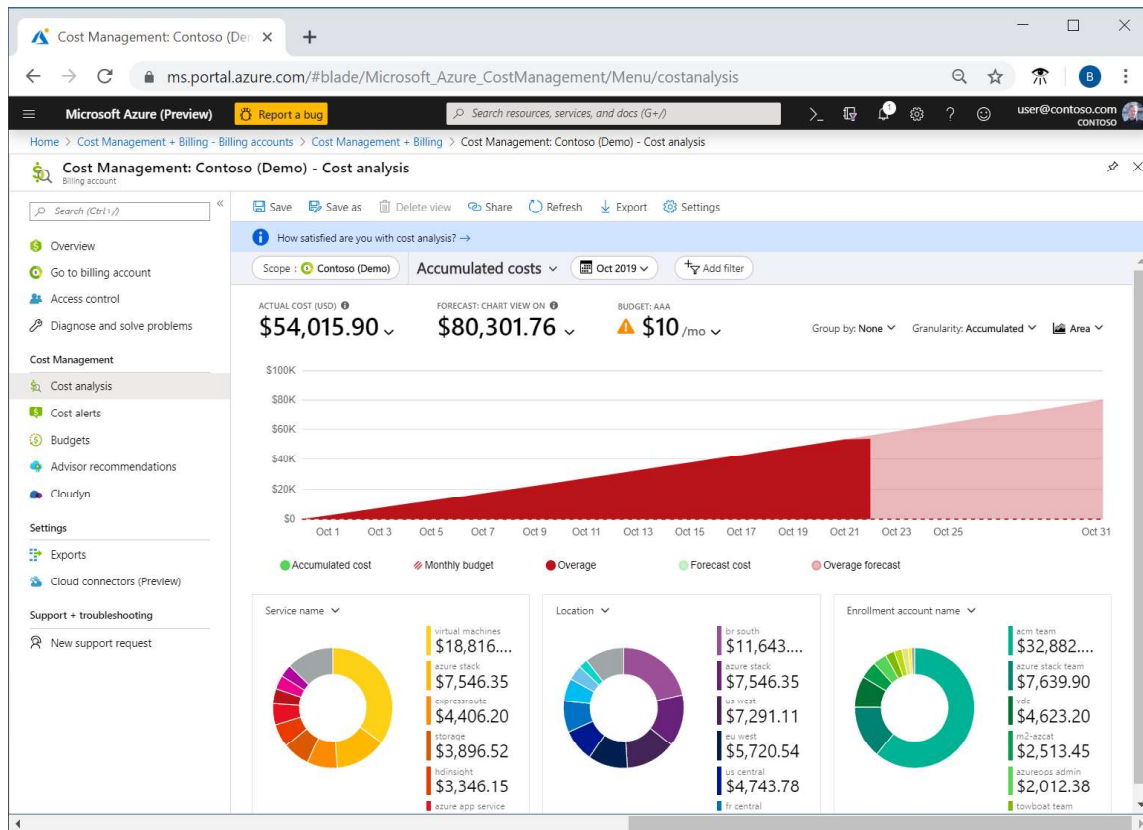 Cost Management: Contoso (Der
ms.portal.azure.com/#blade/Microsoft_Azure_CostManagement/Menu/costanalysis
B
Microsoft Azure (Preview)
Report a bug
Search resources, services, and docs (G+/)
1
user@contoso.com
CONTOSO
Home > Cost Management + Billing - Billing accounts > Cost Management + Billing > Cost Management: Contoso (Demo) - Cost analysis
Cost Management: Contoso (Demo) - Cost analysis
Billing account
Search (Ctrl+/)
Overview
Go to billing account
Access control
Diagnose and solve problems
Cost Management
Cost analysis
Cost alerts
Budgets
Advisor recommendations
Cloudyn
Settings
Exports
Cloud connectors (Preview)
Support + troubleshooting
New support request
Save
Save as
Delete view
Share
Refresh
Export
Settings
How satisfied are you with cost analysis? →
Scope : Contoso (Demo)
Accumulated costs
Oct 2019
Add filter
ACTUAL COST (USD)
$54,015.90
FORECAST: CHART VIEW ON
$80,301.76
BUDGET: AAA
$10 /mo
Group by: None
Granularity: Accumulated
Area
$100K
$80K
$60K
$40K
$20K
$0
Oct 1
Oct 3
Oct 5
Oct 7
Oct 9
Oct 11
Oct 13
Oct 15
Oct 17
Oct 19
Oct 21
Oct 23
Oct 25
Oct 31
Accumulated cost
Monthly budget
Overage
Forecast cost
Overage forecast
Service name
virtual machines
$18,816....
azure stack
$7,546.35
expressroute
$4,406.20
storage
$3,896.52
hdinsight
$3,346.15
azure app service
Location
br south
$11,643....
azure stack
$7,546.35
us west
$7,291.11
eu west
$5,720.54
us central
$4,743.78
fr central
Enrollment account name
acm team
$32,882....
azure stack team
$7,639.90
vdc
$4,623.20
m2-azcat
$2,513.45
azureops admin
$2,012.38
towboat team